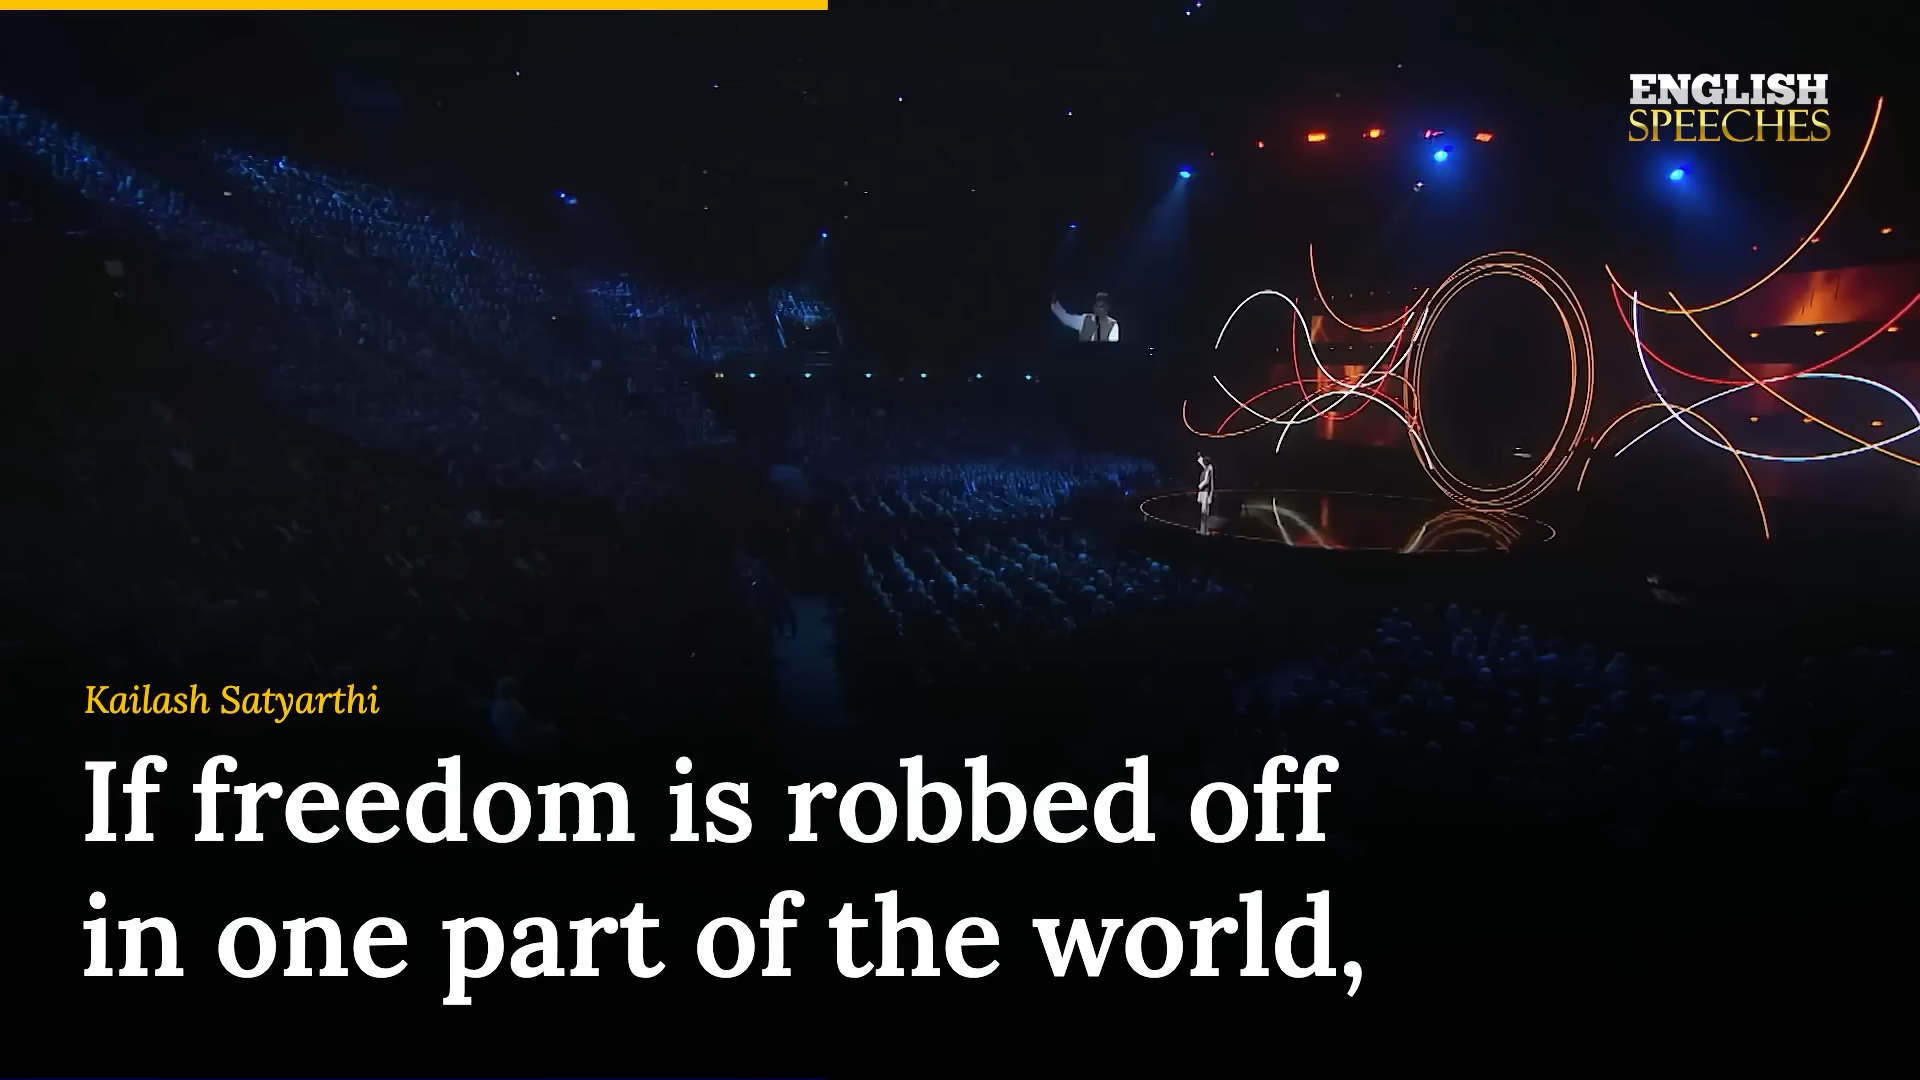 ENGLISH
SPEECHES
Kailash Satyarthi
If freedom is robbed off
in one part of the world,